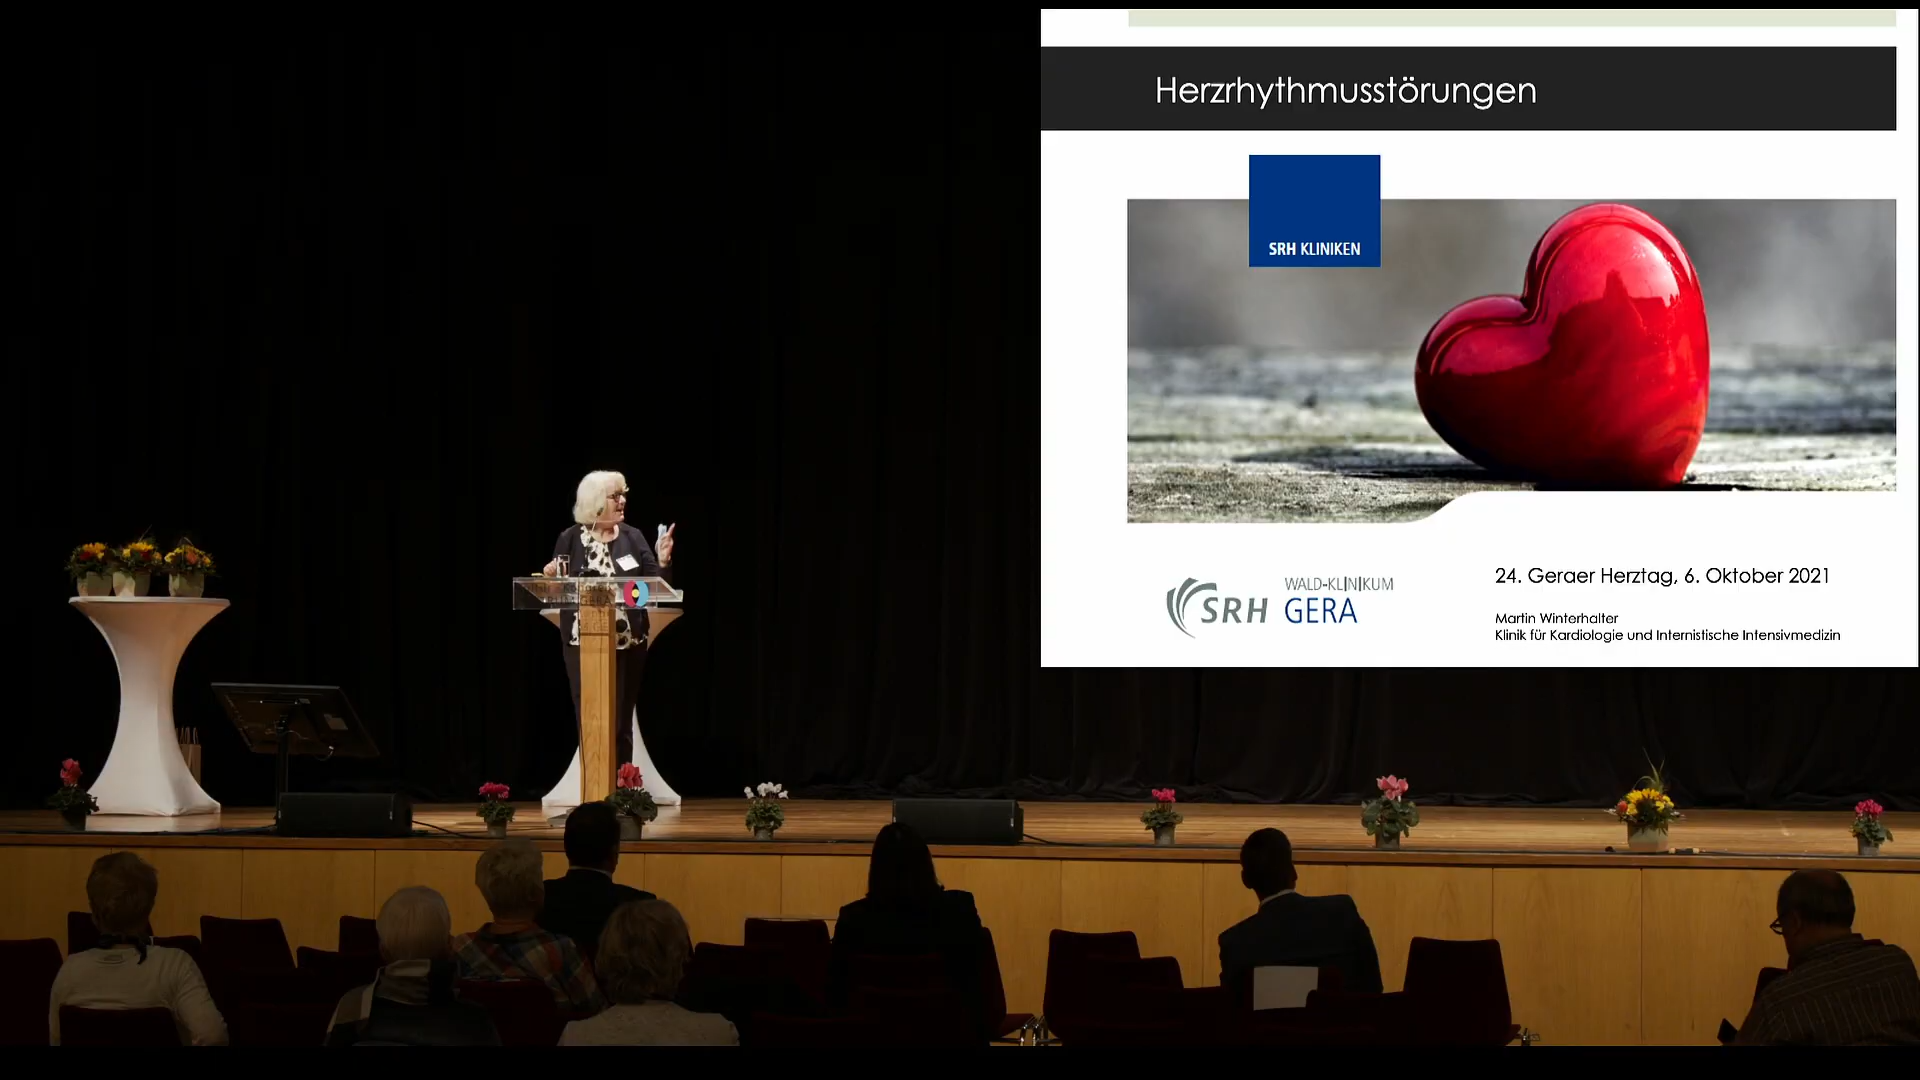 Herzrhythmusstörungen
SRH KLINIKEN
SRH
WALD-KLINIKUM
GERA
24. Geraer Herztag, 6. Oktober 2021
Martin Winterhalter
Klinik für Kardiologie und Internistische Intensivmedizin